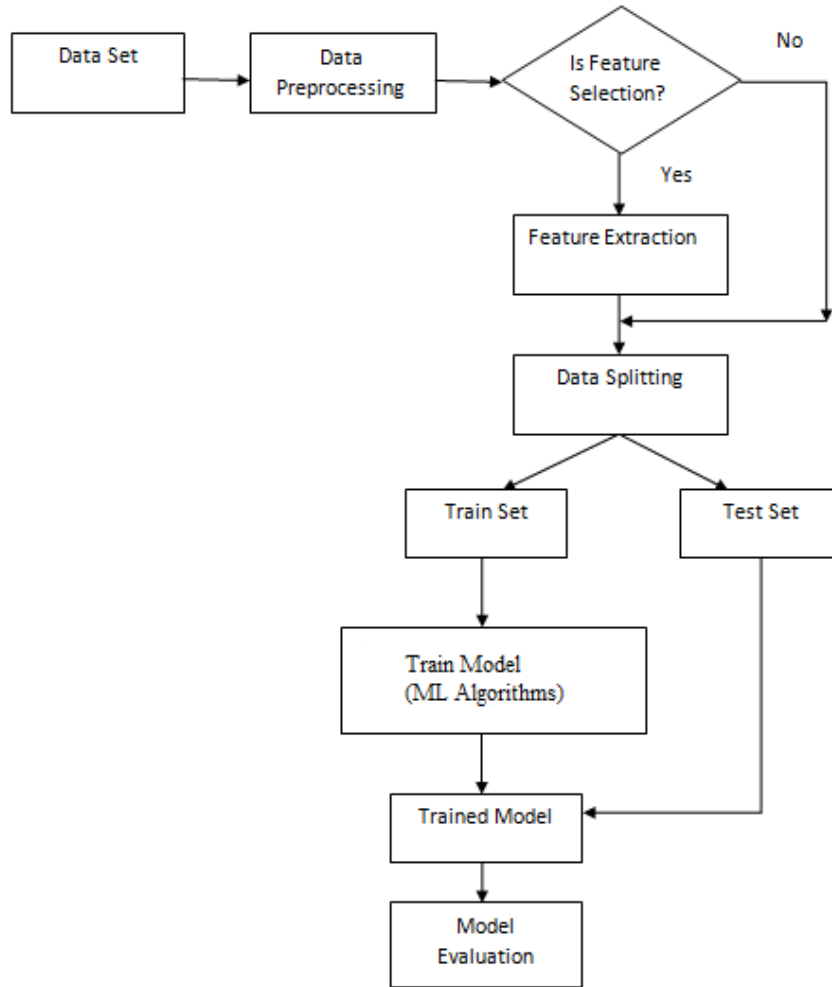 Data Set
Data
Preprocessing
Is Feature
Selection?
No
Yes
Feature Extraction
Data Splitting
Train Set
Test Set
Train Model
(ML Algorithms)
Trained Model
Model
Evaluation